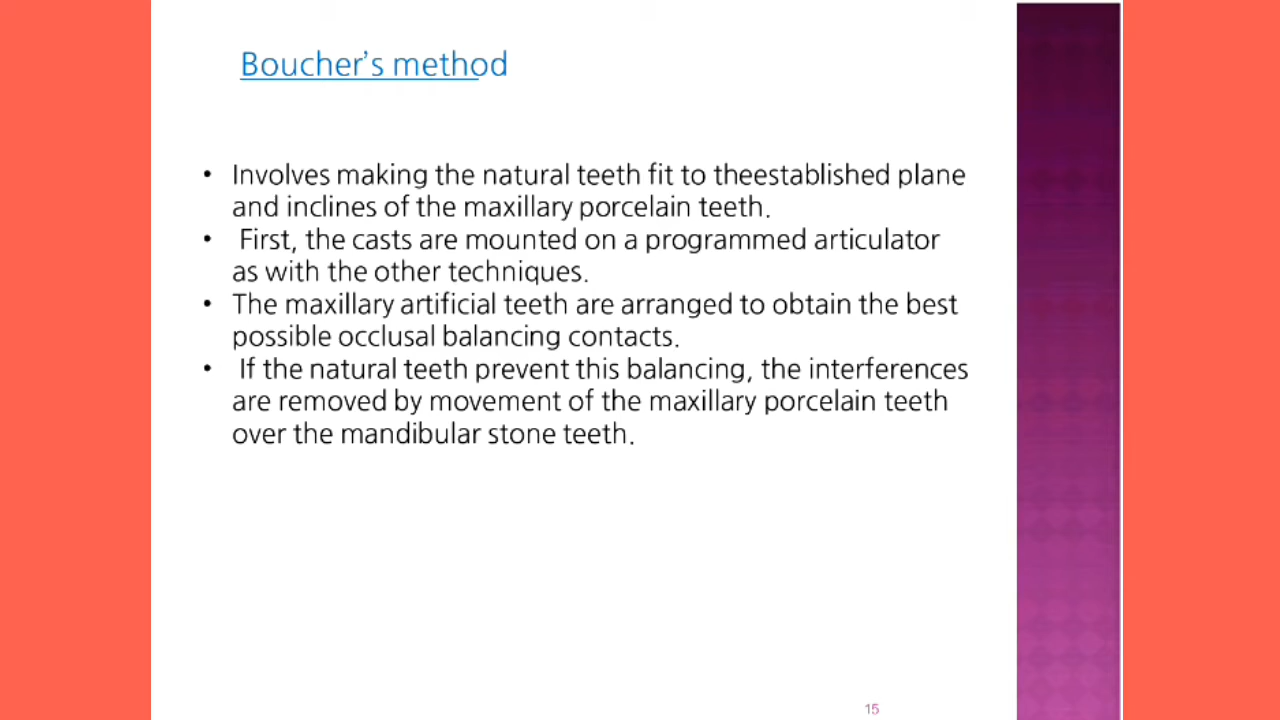 Boucher's method
• Involves making the natural teeth fit to theestablished plane
and inclines of the maxillary porcelain teeth.
• First, the casts are mounted on a programmed articulator
as with the other techniques.
• The maxillary artificial teeth are arranged to obtain the best
possible occlusal balancing contacts.
• If the natural teeth prevent this balancing, the interferences
are removed by movement of the maxillary porcelain teeth
over the mandibular stone teeth.
15